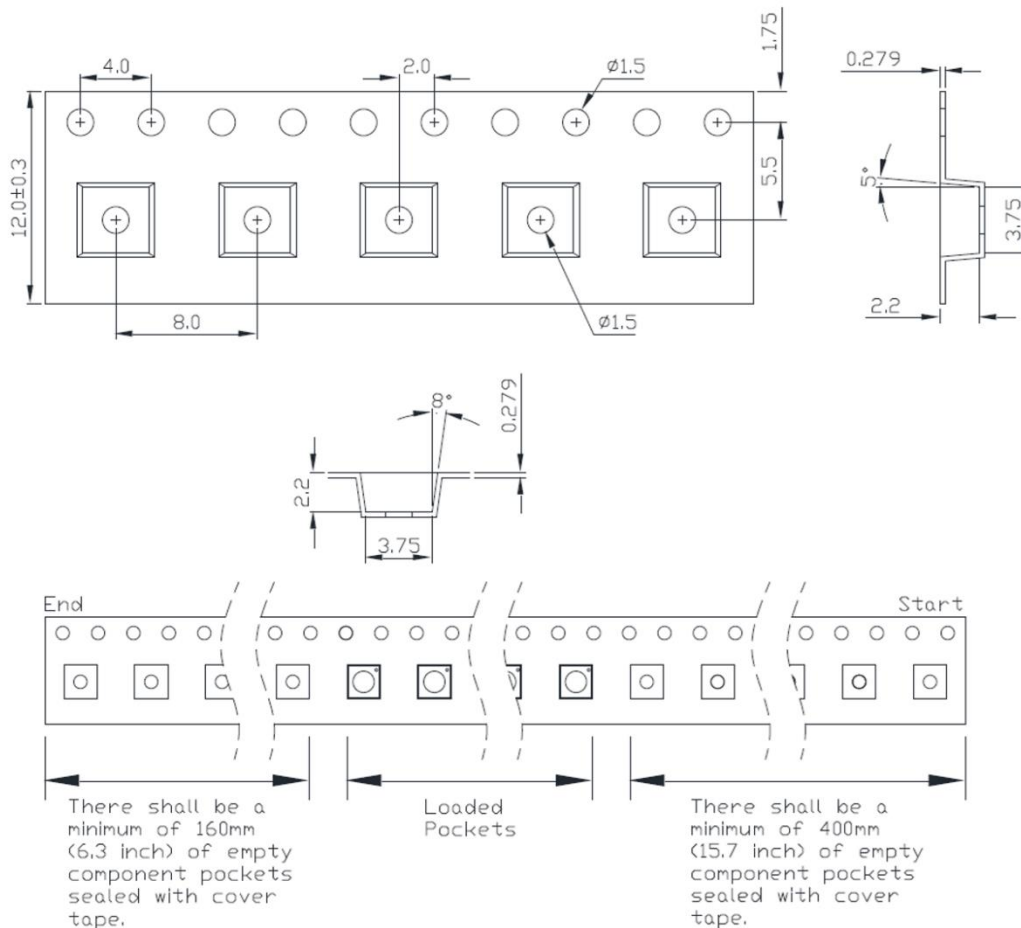 4.0
2.0
Ø1.5
1.75
0.279
12.0±0.3
5.5
5°
3.75
8.0
Ø1.5
2.2
8°
0.279
2.2
3.75
End
Start
There shall be a
minimum of 160mm
(6.3 inch) of empty
component pockets
sealed with cover
tape.
Loaded
Pockets
There shall be a
minimum of 400mm
(15.7 inch) of empty
component pockets
sealed with cover
tape.